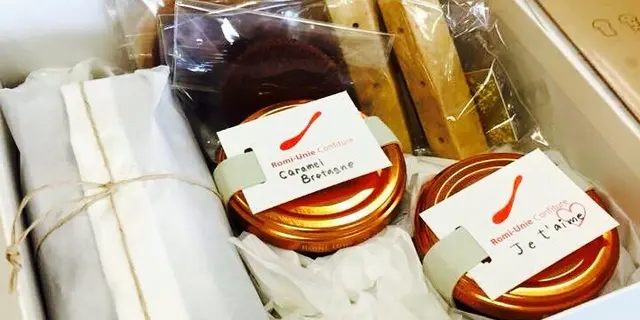 Romi-Unie Confiture
Caramel
Bretagne
Romi-Unie Confiture
Je t'aime